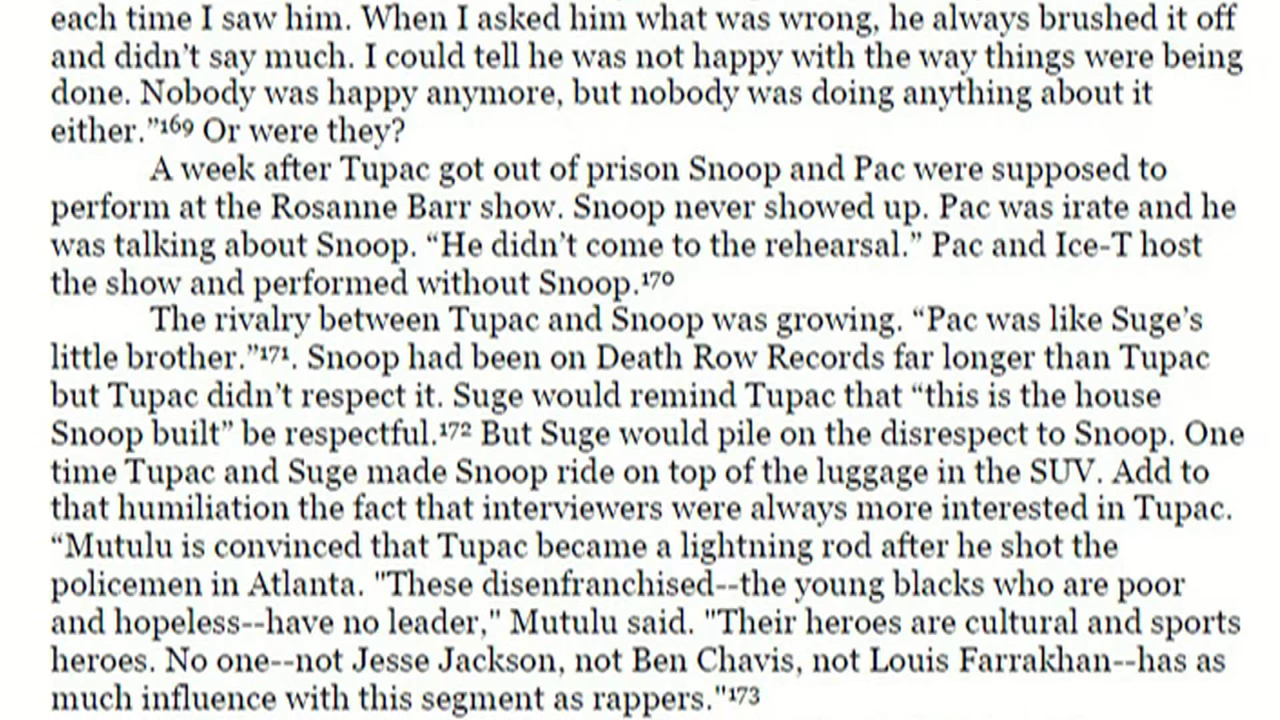 each time I saw him. When I asked him what was wrong, he always brushed it off
and didn’t say much. I could tell he was not happy with the way things were being
done. Nobody was happy anymore, but nobody was doing anything about it
either.”¹⁶⁹ Or were they?
A week after Tupac got out of prison Snoop and Pac were supposed to
perform at the Rosanne Barr show. Snoop never showed up. Pac was irate and he
was talking about Snoop. “He didn’t come to the rehearsal.” Pac and Ice-T host
the show and performed without Snoop.¹⁷⁰
The rivalry between Tupac and Snoop was growing. “Pac was like Suge’s
little brother.”¹⁷¹. Snoop had been on Death Row Records far longer than Tupac
but Tupac didn’t respect it. Suge would remind Tupac that “this is the house
Snoop built” be respectful.¹⁷² But Suge would pile on the disrespect to Snoop. One
time Tupac and Suge made Snoop ride on top of the luggage in the SUV. Add to
that humiliation the fact that interviewers were always more interested in Tupac.
“Mutulu is convinced that Tupac became a lightning rod after he shot the
policemen in Atlanta. "These disenfranchised--the young blacks who are poor
and hopeless--have no leader," Mutulu said. "Their heroes are cultural and sports
heroes. No one--not Jesse Jackson, not Ben Chavis, not Louis Farrakhan--has as
much influence with this segment as rappers."¹⁷³